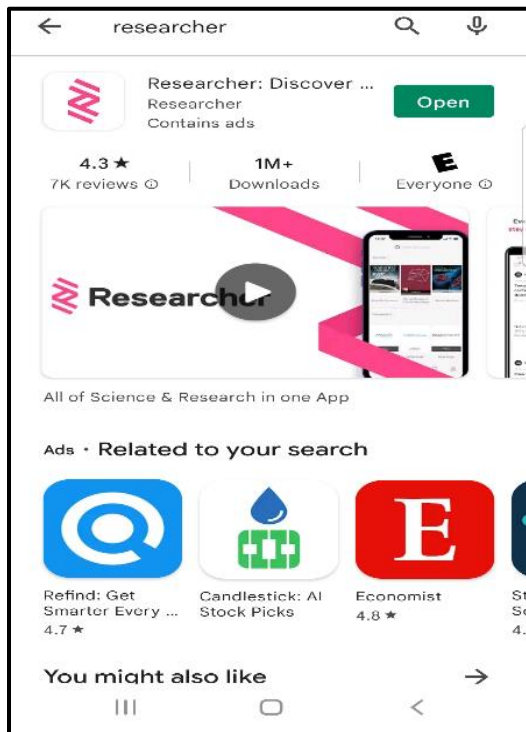 researcher
Researcher: Discover ...
Researcher
Contains ads
Open
4.3 ★
7K reviews
1M+
Downloads
E
Everyone
Researcher
All of Science & Research in one App
Ads · Related to your search
E
Refind: Get
Smarter Every ...
4.7 ★
Candlestick: AI
Stock Picks
Economist
4.8 ★
St
4.
You might also like